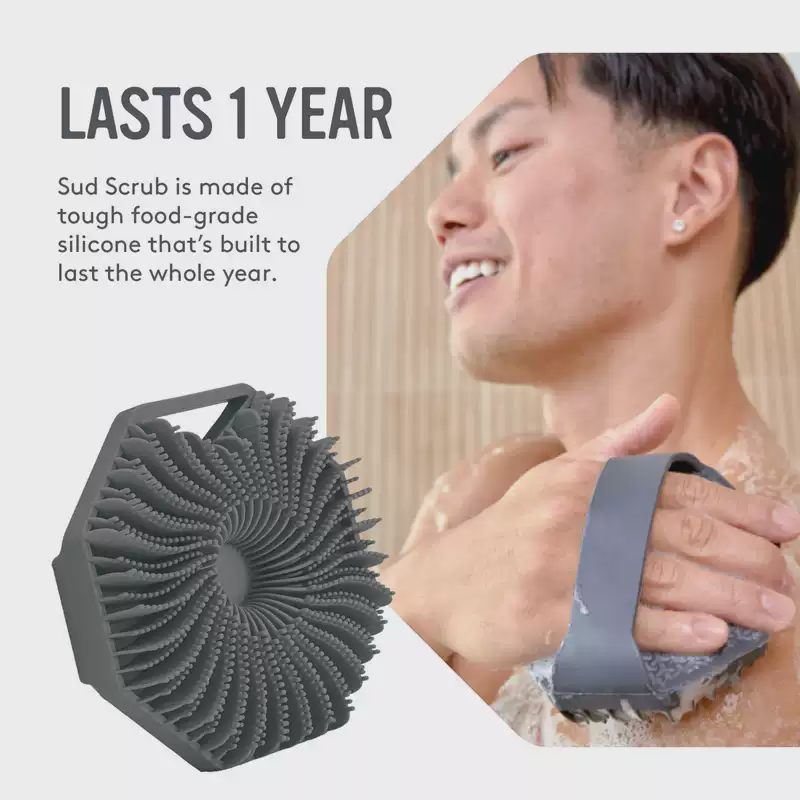 LASTS 1 YEAR
Sud Scrub is made of
tough food-grade
silicone that's built to
last the whole year.